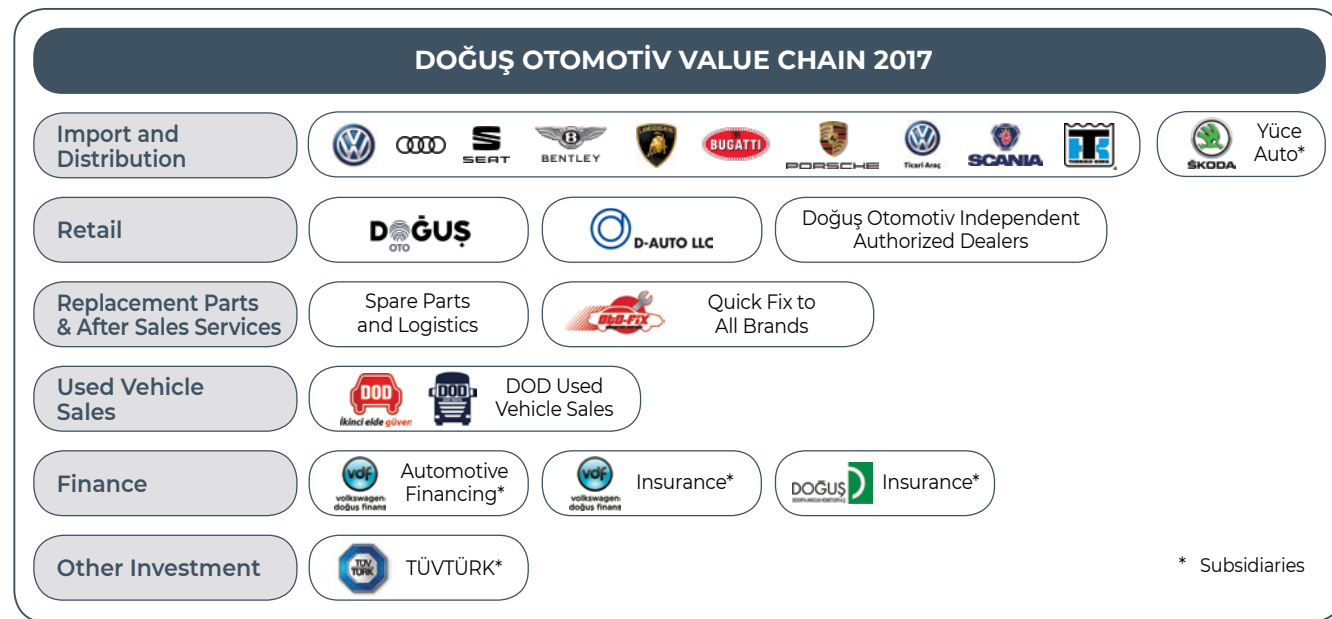 DOĞUŞ OTOMOTİV VALUE CHAIN 2017
Import and
Distribution
SEAT
BENTLEY
LAMBORGHINI
BUGATTI
PORSCHE
Ticari Araç
SCANIA
THERMO KING
ŠKODA
Yüce
Auto*
Retail
DOĞUŞ
OTO
D-AUTO LLC
Doğuş Otomotiv Independent
Authorized Dealers
Replacement Parts
& After Sales Services
Spare Parts
and Logistics
OtO-FiX
Quick Fix to
All Brands
Used Vehicle
Sales
DOD
İkinci elde güven
DOD
DOD Used
Vehicle Sales
Finance
vdf
volkswagen
doğuş finans
Automotive
Financing*
vdf
volkswagen
doğuş finans
Insurance*
DOĞUŞ
Insurance*
Other Investment
TÜV
TÜRK
TÜVTÜRK*
* Subsidiaries